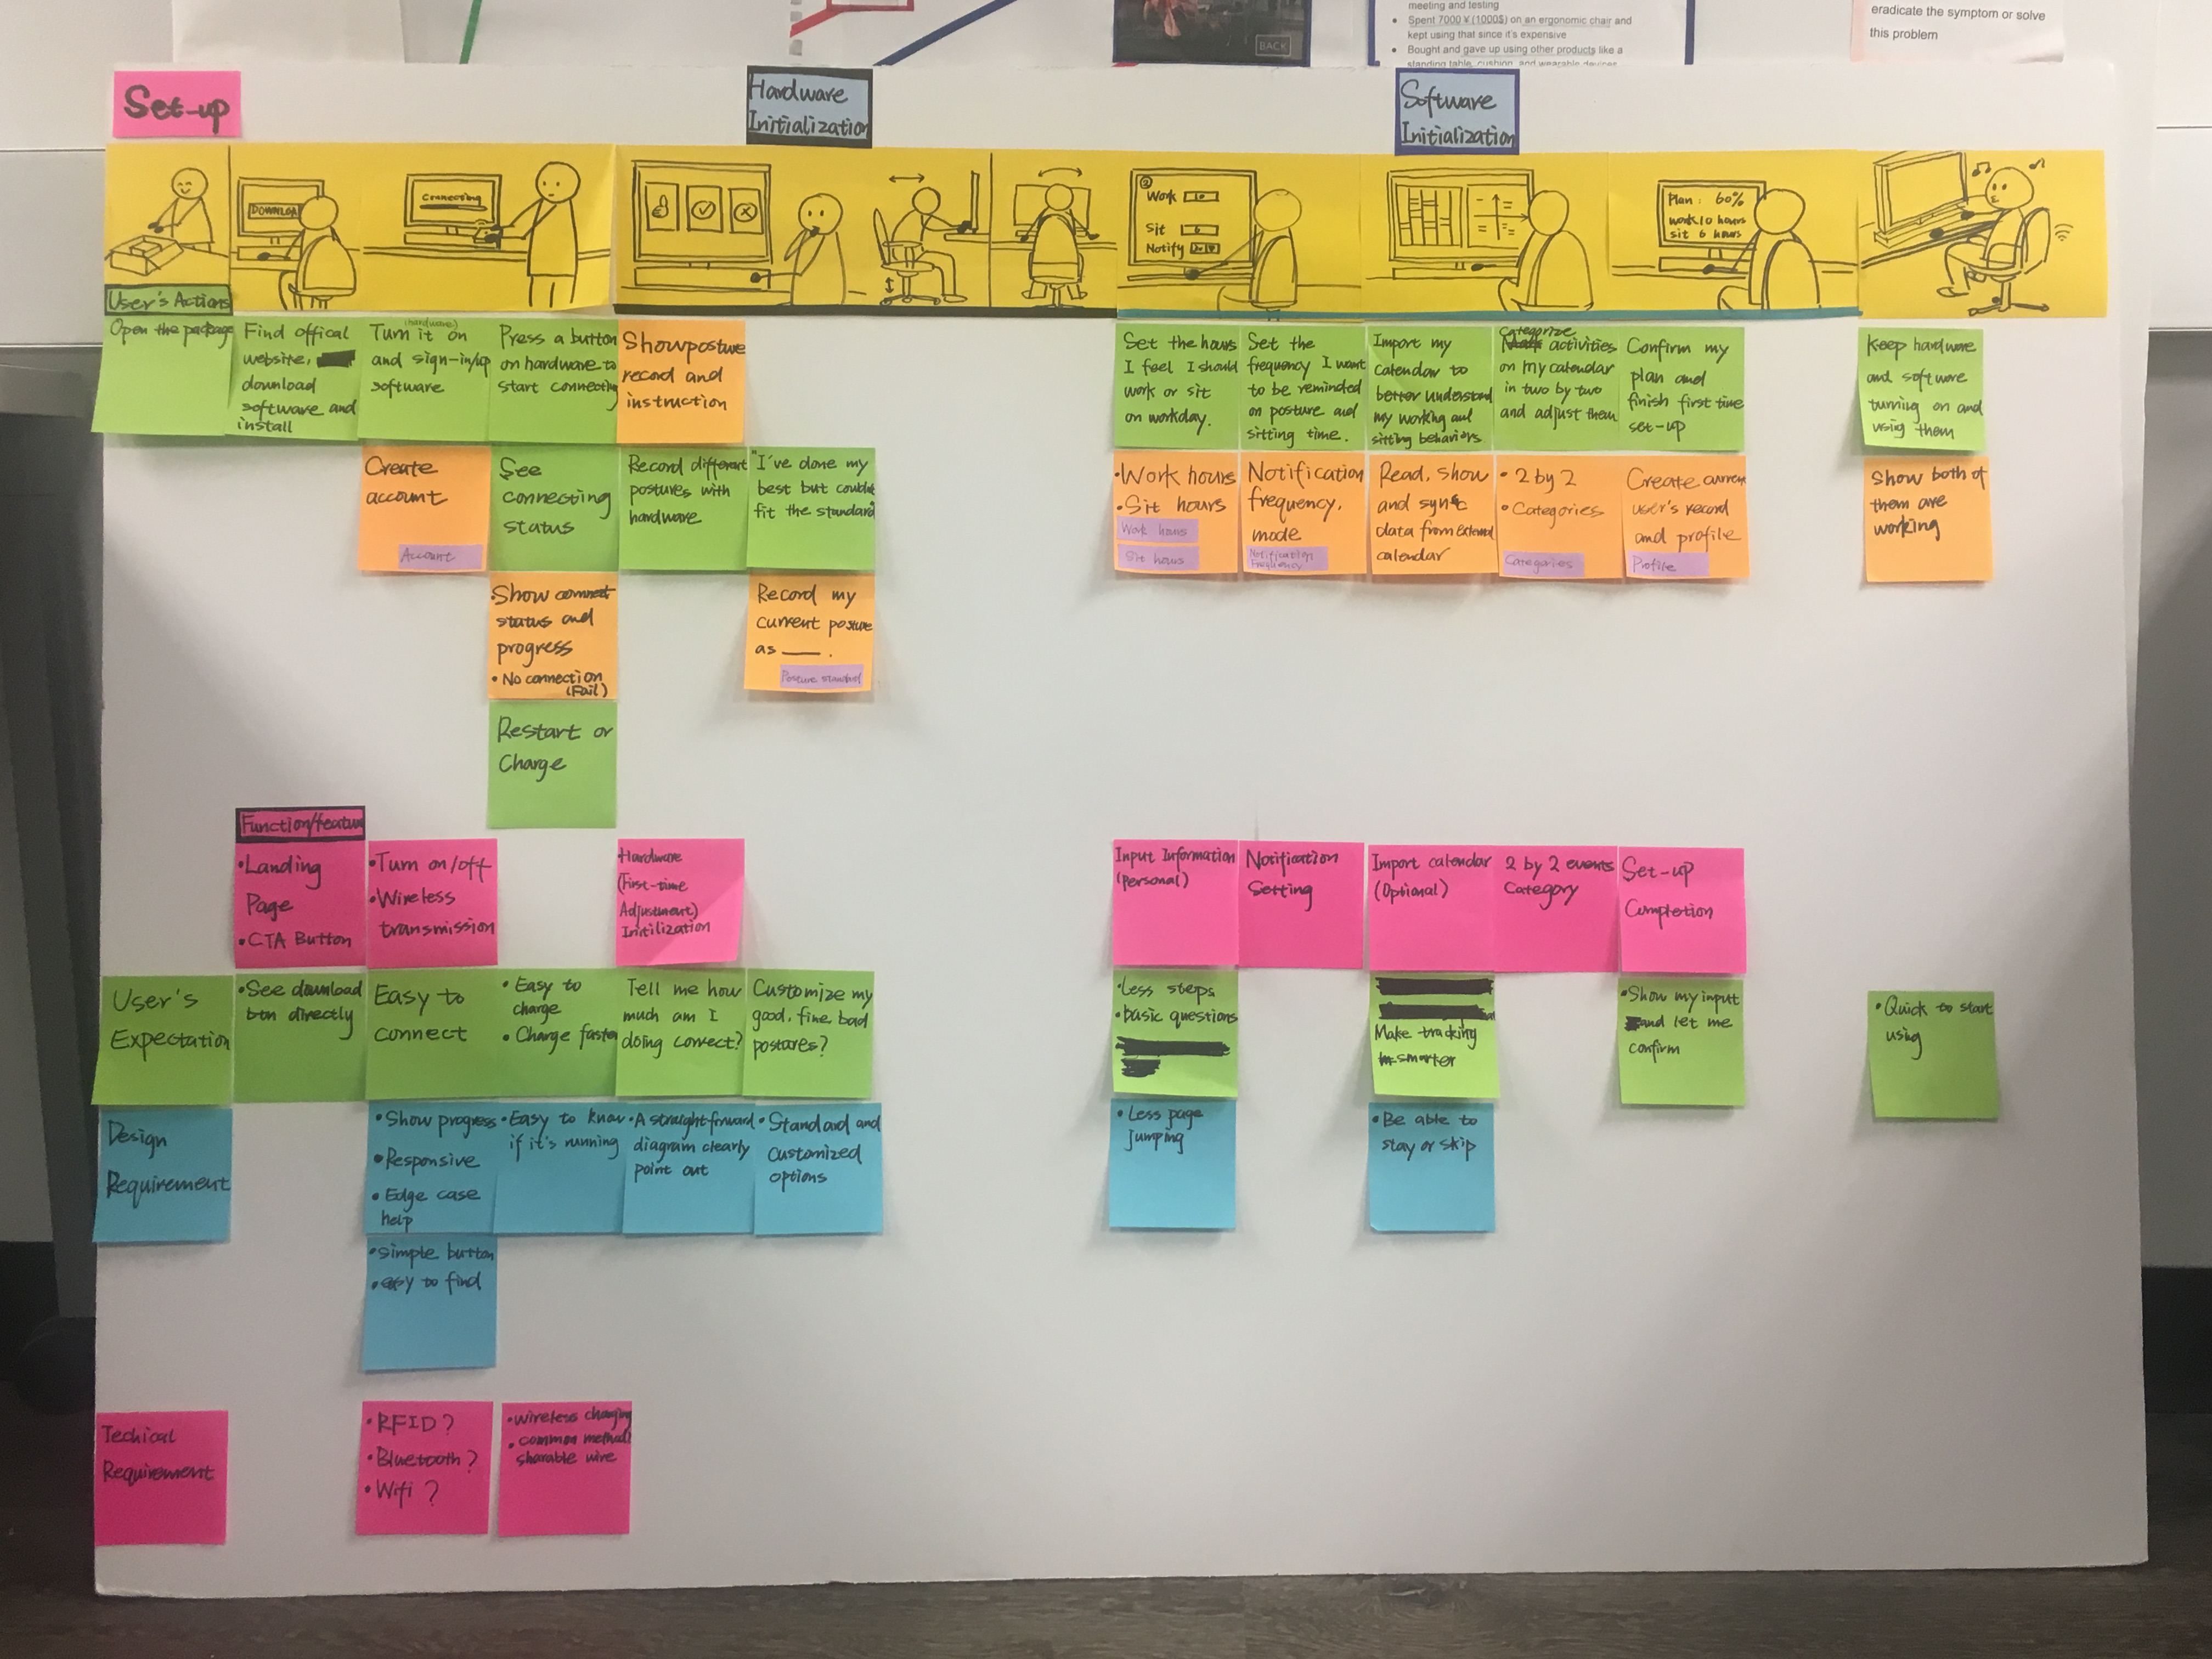 meeting and testing
• Spent 7000 ¥ (1000$) on an ergonomic chair and
kept using that since it's expensive
• Bought and gave up using other products like a
standing table, cushion, and wearable devices
eradicate the symptom or solve
this problem
BACK
Set-up
Hardware
Initialization
Software
Initialization
DOWNLOA
Connecting
②
Work
Sit
Notify
Plan: 60%
work 10 hours
sit 6 hours
User's Actions
Open the package
Find offical
website,
download
software and
install
(hardware)
Turn it on
and sign-in/up
software
Press a button
on hardware to
start connecting
Show posture
record and
instruction
Set the hours
I feel I should
work or sit
on workday.
Set the
frequency I want
to be reminded
on posture and
sitting time.
Import my
calendar to
better understand
my working and
sitting behaviors
Categorize
activities
on my calendar
in two by two
and adjust them
Confirm my
plan and
finish first time
set-up
Keep hardware
and software
turning on and
using them
Create
account
Account
See
connecting
status
Record different
postures with
hardware
"I've done my
best but couldn't
fit the standard"
• Work hours
• Sit hours
Work hours
Sit hours
Notification
frequency,
mode
Notification
Frequency
Read, show
and sync
data from external
calendar
• 2 by 2
• Categories
Categories
Create current
user's record
and profile
Profile
Show both of
them are
working
• Show connect
status and
progress
• No connection
(Fail)
Record my
current posture
as ___.
Posture standard
Restart or
Charge
Function/featur
• Landing
Page
• CTA Button
• Turn on/off
• Wireless
transmission
Hardware
(First-time
Adjustment)
Initilization
Input Information
(Personal)
Notification
Setting
Import calendar
(Optional)
2 by 2 events
Category
Set-up
Completion
User's
Expectation
• See download
btn directly
Easy to
connect
• Easy to
charge
• Charge faster
Tell me how
much am I
doing correct?
Customize my
good, fine, bad
postures?
• Less steps
• basic questions
Make tracking
smarter
• Show my input
and let me
confirm
• Quick to start
using
Design
Requirement
• Show progress
• Responsive
• Edge case
help
• Easy to know
if it's running
• A straightforward
diagram clearly
point out
• Standard and
customized
options
• Less page
jumping
• Be able to
stay or skip
• simple button
• easy to find
Techical
Requirement
• RFID?
• Bluetooth?
• Wifi?
• wireless charging
• common method
sharable wire